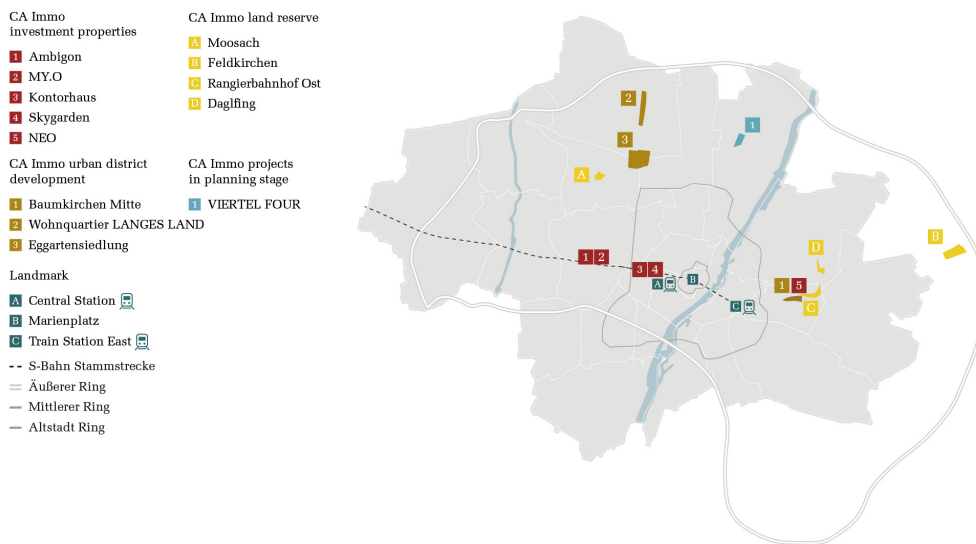 CA Immo
investment properties
1 Ambigon
2 MY.O
3 Kontorhaus
4 Skygarden
5 NEO
CA Immo urban district
development
1 Baumkirchen Mitte
2 Wohnquartier LANGES LAND
3 Eggartensiedlung
Landmark
A Central Station
B Marienplatz
C Train Station East
S-Bahn Stammstrecke
Äußerer Ring
Mittlerer Ring
Altstadt Ring
CA Immo land reserve
A Moosach
B Feldkirchen
C Rangierbahnhof Ost
D Daglfing
CA Immo projects
in planning stage
1 VIERTEL FOUR
2
1
3
A
B
D
1 2
3 4
A
B
1 5
C
C